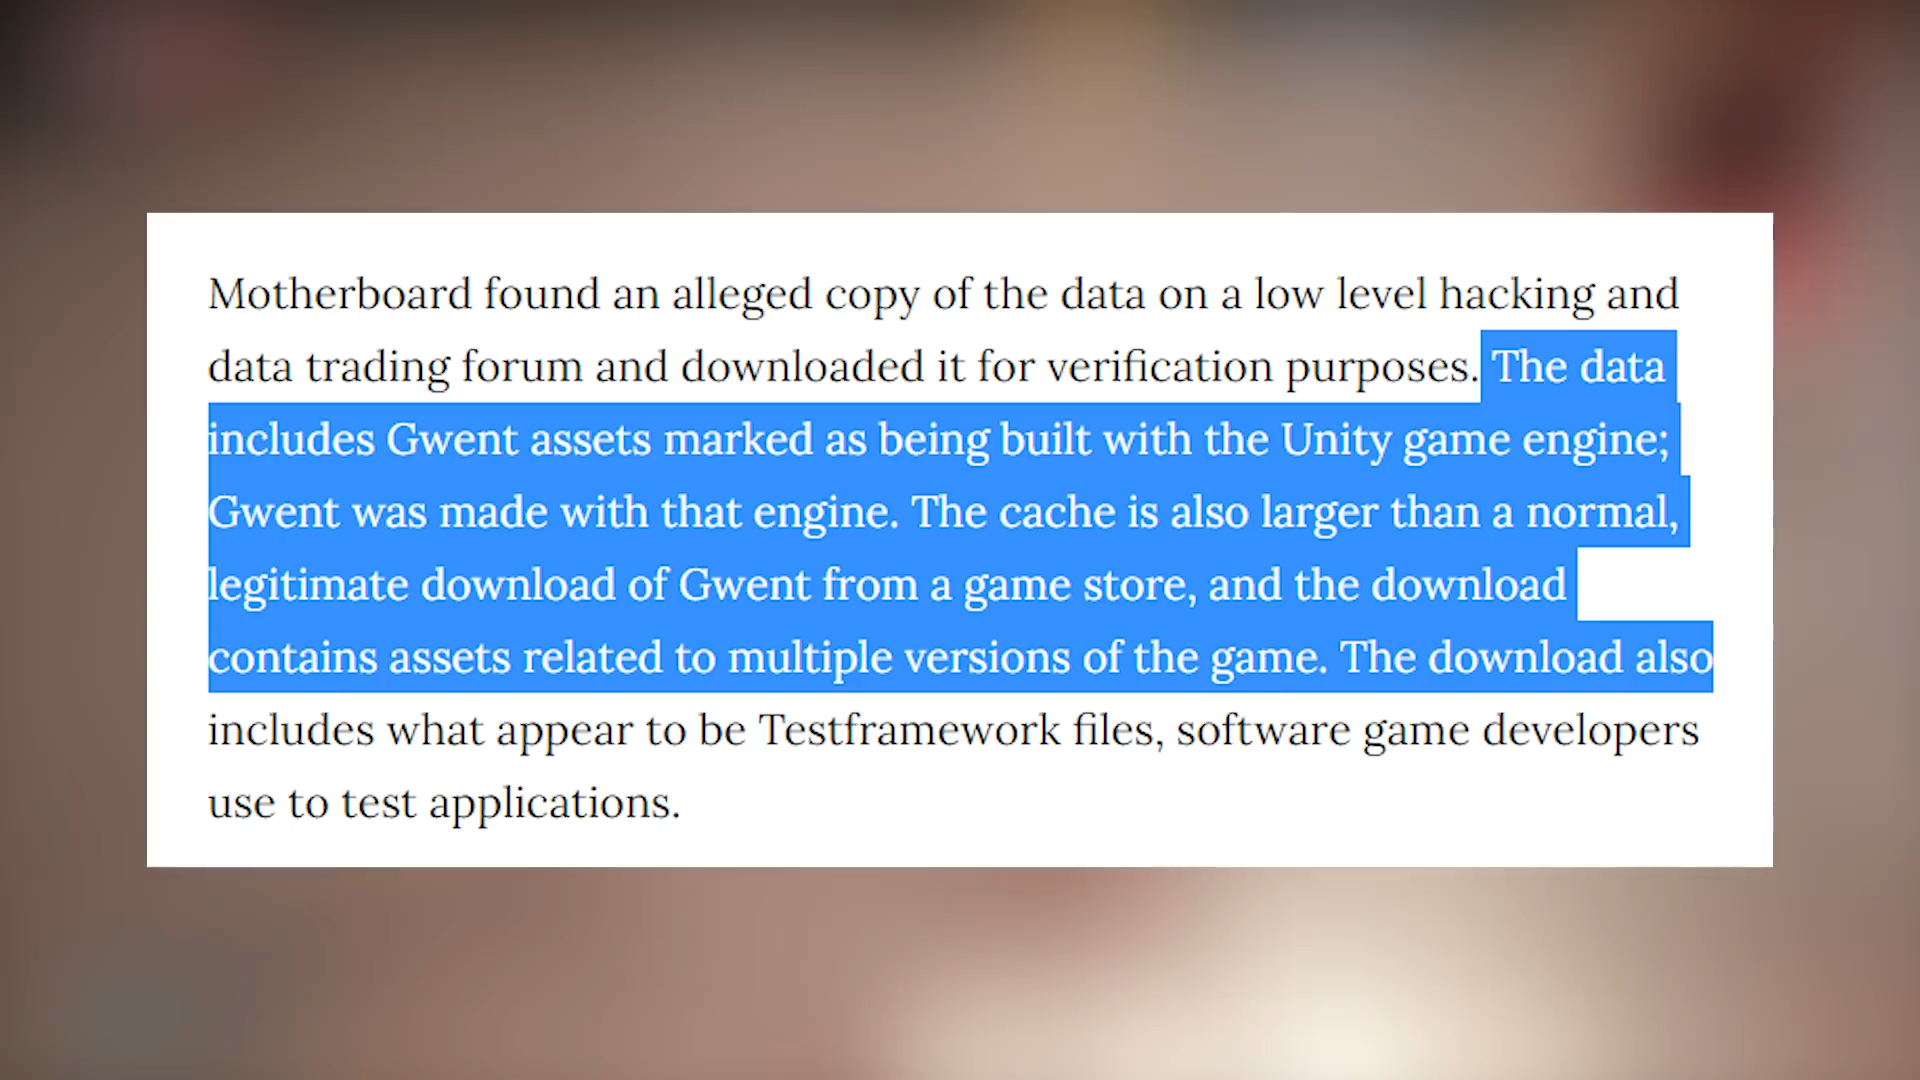 Motherboard found an alleged copy of the data on a low level hacking and
data trading forum and downloaded it for verification purposes. The data
includes Gwent assets marked as being built with the Unity game engine;
Gwent was made with that engine. The cache is also larger than a normal,
legitimate download of Gwent from a game store, and the download
contains assets related to multiple versions of the game. The download also
includes what appear to be Testframework files, software game developers
use to test applications.